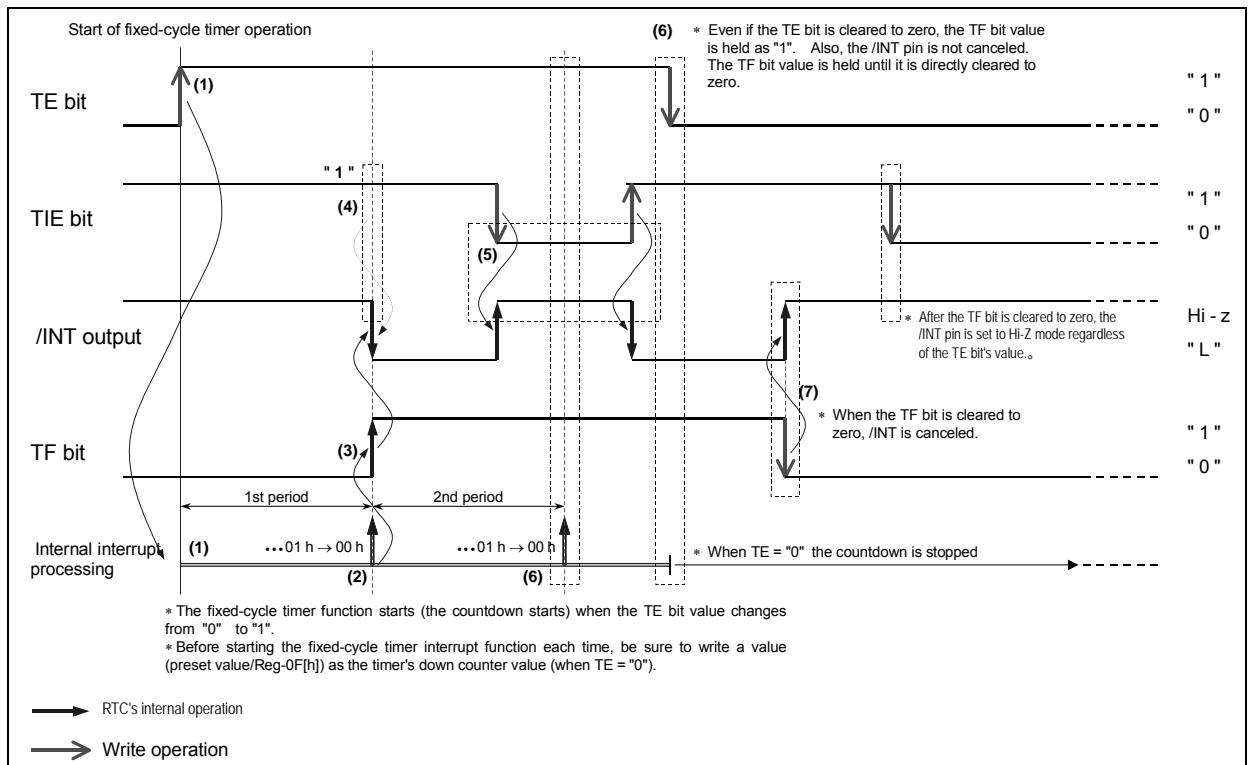 Start of fixed-cycle timer operation
(6)
∗ Even if the TE bit is cleared to zero, the TF bit value
is held as "1". Also, the /INT pin is not canceled.
The TF bit value is held until it is directly cleared to
zero.
(1)
TE bit
" 1 "
" 0 "
" 1 "
(4)
TIE bit
(5)
" 1 "
" 0 "
/INT output
∗ After the TF bit is cleared to zero, the
/INT pin is set to Hi-Z mode regardless
of the TE bit's value.。
Hi - z
" L "
(7)
∗ When the TF bit is cleared to
zero, /INT is canceled.
TF bit
(3)
" 1 "
" 0 "
1st period
2nd period
Internal interrupt
processing
(1)
•••01 h → 00 h
(2)
•••01 h → 00 h
(6)
∗ When TE = "0" the countdown is stopped
∗ The fixed-cycle timer function starts (the countdown starts) when the TE bit value changes
from "0" to "1".
∗ Before starting the fixed-cycle timer interrupt function each time, be sure to write a value
(preset value/Reg-0F[h]) as the timer's down counter value (when TE = "0").
RTC's internal operation
Write operation